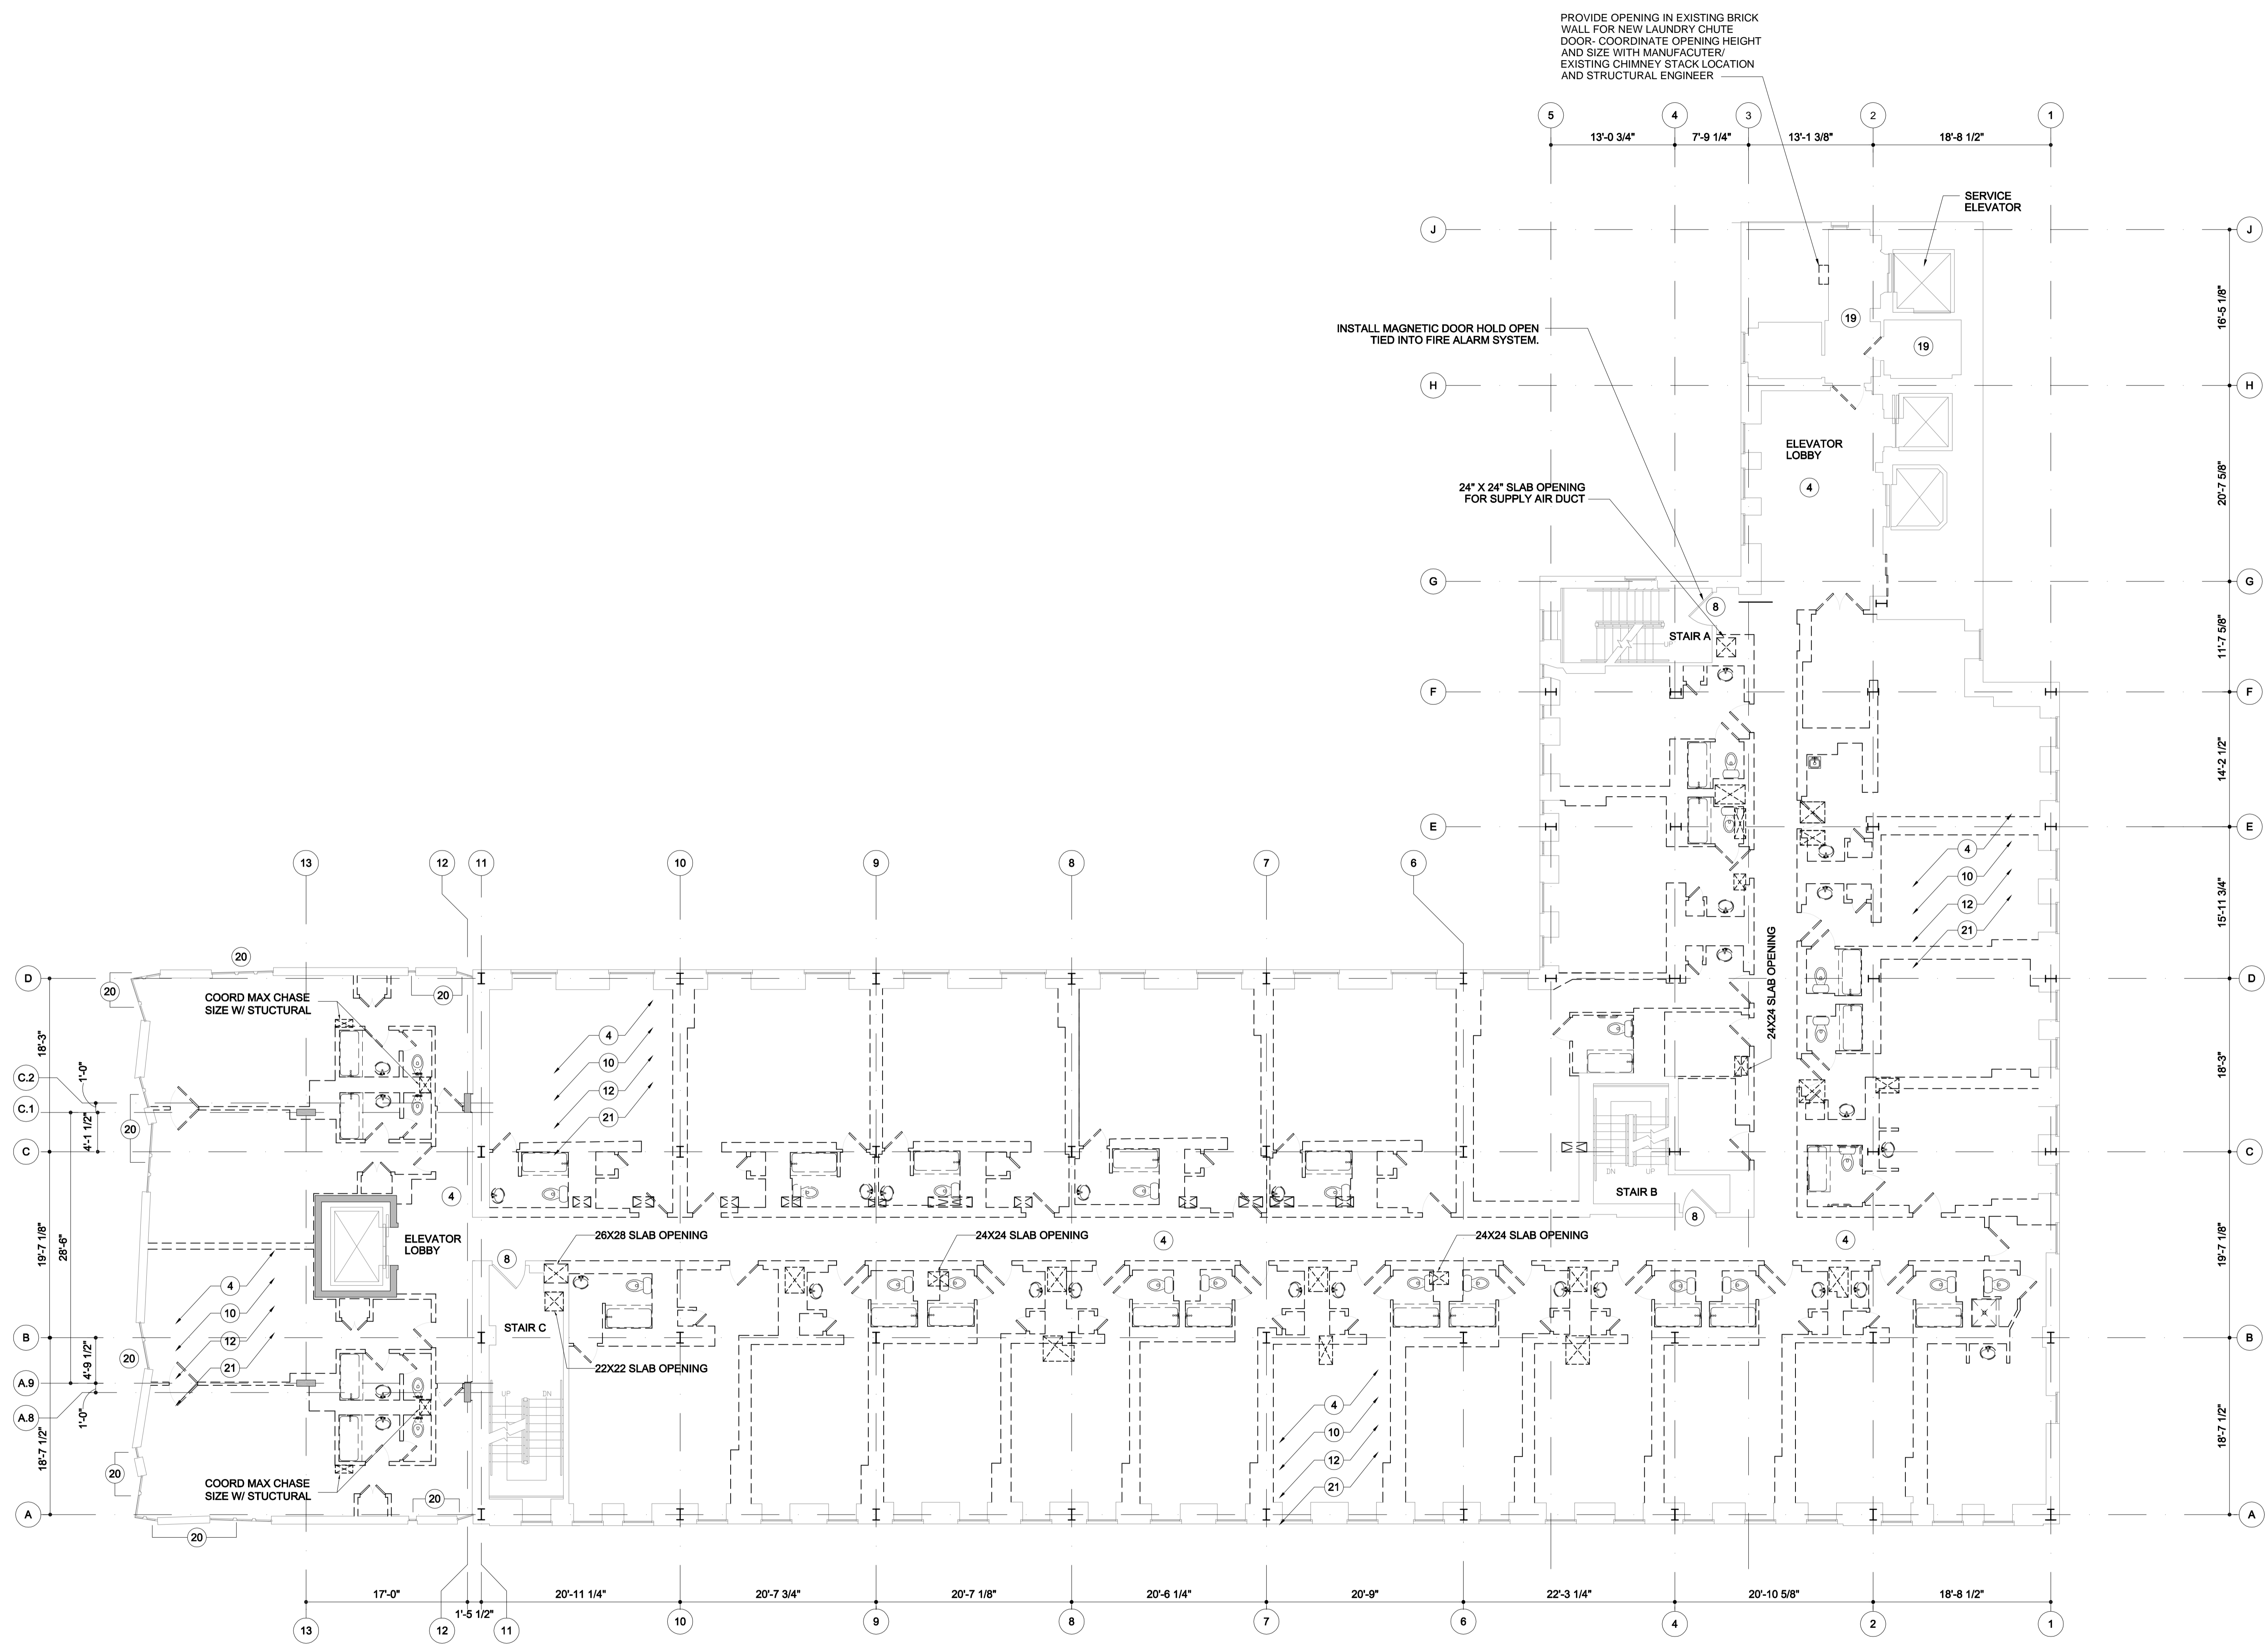 PROVIDE OPENING IN EXISTING BRICK
WALL FOR NEW LAUNDRY CHUTE
DOOR- COORDINATE OPENING HEIGHT
AND SIZE WITH MANUFACUTER/
EXISTING CHIMNEY STACK LOCATION
AND STRUCTURAL ENGINEER
5 4 3 2 1
13'-0 3/4" 7'-9 1/4" 13'-1 3/8" 18'-8 1/2"
SERVICE
ELEVATOR
J J
16'-5 1/8"
19
INSTALL MAGNETIC DOOR HOLD OPEN
TIED INTO FIRE ALARM SYSTEM.
19
H H
ELEVATOR
LOBBY
4
20'-7 5/8"
24" X 24" SLAB OPENING
FOR SUPPLY AIR DUCT
G G
8
STAIR A
UP
11'-7 5/8"
F F
14'-2 1/2"
E E
4
10
12
21
15'-11 3/4"
24X24 SLAB OPENING
13 12 11 10 9 8 7 6
20
D D
20
20
COORD MAX CHASE
SIZE W/ STUCTURAL
18'-3"
4
10
12
21
18'-3"
C.2
1'-0"
C.1
20
4'-1 1/2"
C C
DN UP
STAIR B
4
8
19'-7 1/8"
28'-6"
ELEVATOR
LOBBY
26X28 SLAB OPENING
24X24 SLAB OPENING
4
24X24 SLAB OPENING
4
19'-7 1/8"
8
4
10
12
21
STAIR C
B B
20
22X22 SLAB OPENING
4'-9 1/2"
A.9
A.8
1'-0"
UP DN
4
10
12
21
18'-7 1/2"
18'-7 1/2"
20
COORD MAX CHASE
SIZE W/ STUCTURAL
20
A A
20
17'-0" 1'-5 1/2" 20'-11 1/4" 20'-7 3/4" 20'-7 1/8" 20'-6 1/4" 20'-9" 22'-3 1/4" 20'-10 5/8" 18'-8 1/2"
13 12 11 10 9 8 7 6 4 2 1